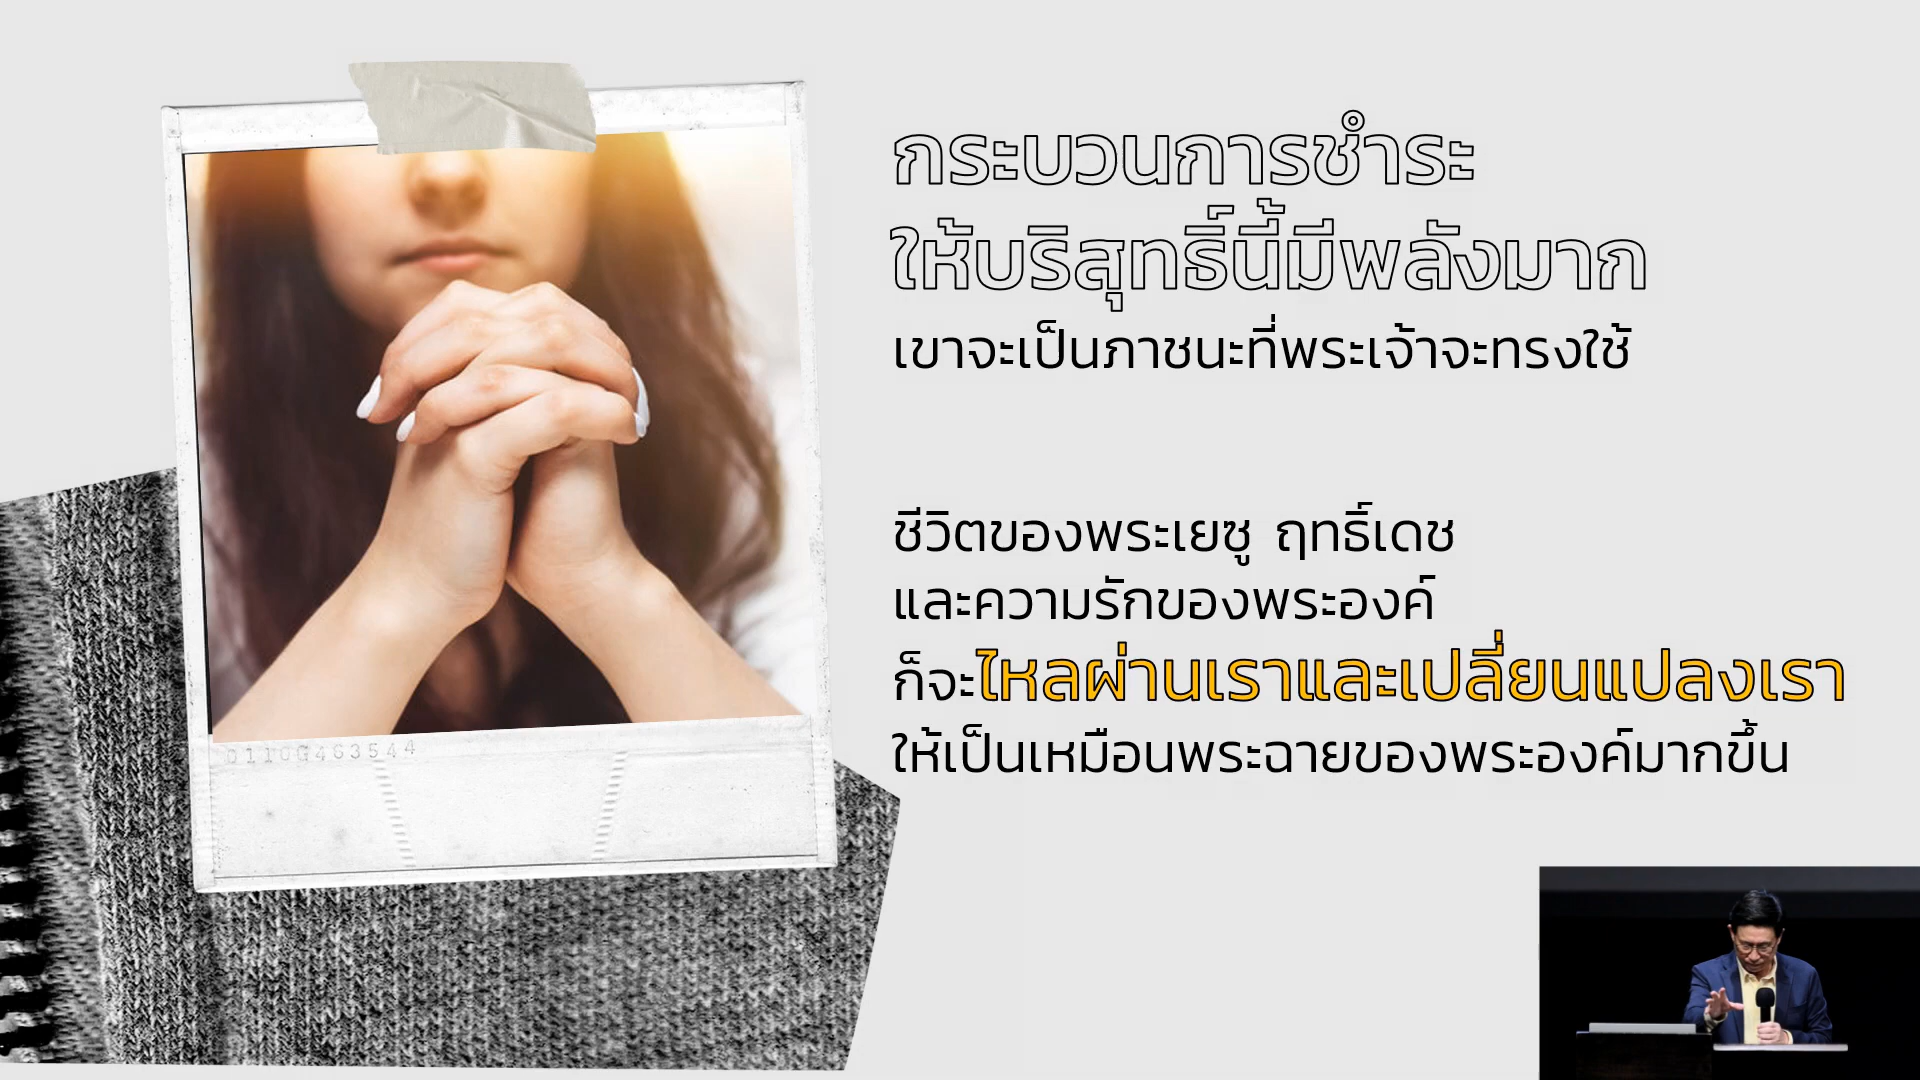 กระบวนการชำระ
ให้บริสุทธิ์นี้มีพลังมาก
เขาจะเป็นภาชนะที่พระเจ้าจะทรงใช้
ชีวิตของพระเยซู ฤทธิ์เดช
และความรักของพระองค์
ก็จะไหลผ่านเราและเปลี่ยนแปลงเรา
ให้เป็นเหมือนพระฉายของพระองค์มากขึ้น
0110G463544